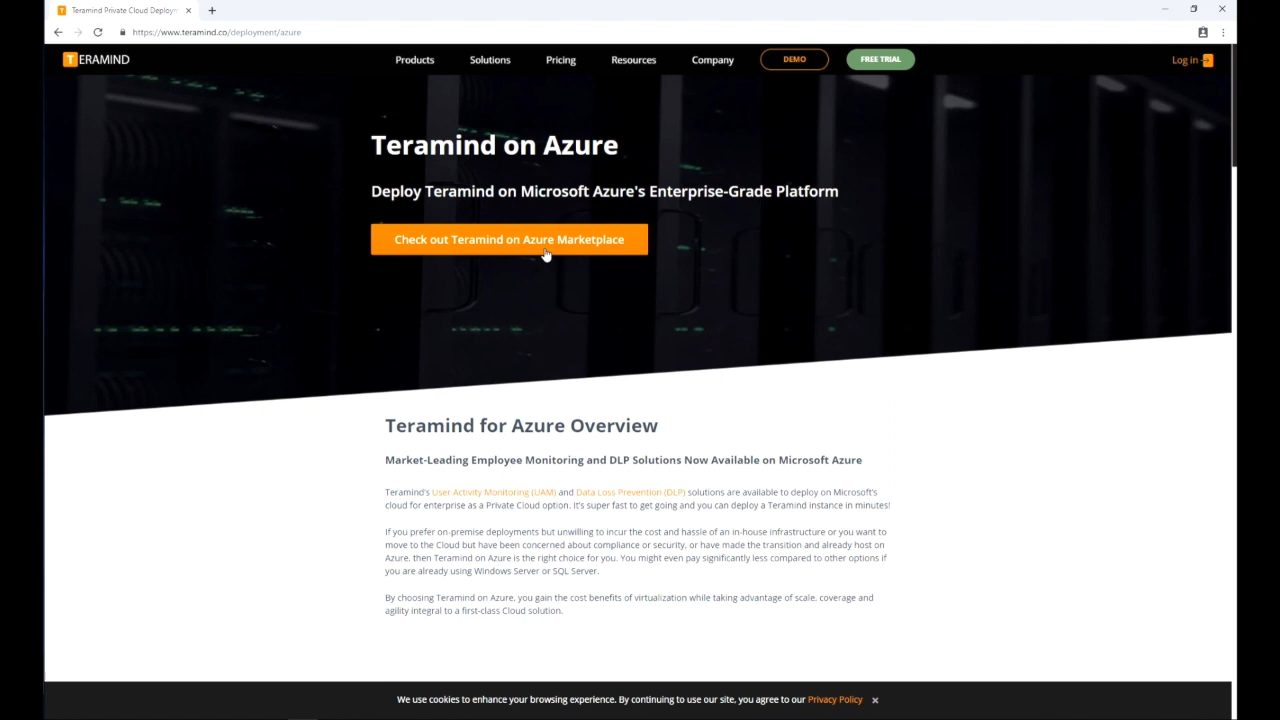 Teramind Private Cloud Deploym
https://www.teramind.co/deployment/azure
TERAMIND
Products
Solutions
Pricing
Resources
Company
DEMO
FREE TRIAL
Log in
Teramind on Azure
Deploy Teramind on Microsoft Azure's Enterprise-Grade Platform
Check out Teramind on Azure Marketplace
Teramind for Azure Overview
Market-Leading Employee Monitoring and DLP Solutions Now Available on Microsoft Azure
Teramind's User Activity Monitoring (UAM) and Data Loss Prevention (DLP) solutions are available to deploy on Microsoft's
cloud for enterprise as a Private Cloud option. It's super fast to get going and you can deploy a Teramind instance in minutes!
If you prefer on-premise deployments but unwilling to incur the cost and hassle of an in-house infrastructure or you want to
move to the Cloud but have been concerned about compliance or security, or have made the transition and already host on
Azure, then Teramind on Azure is the right choice for you. You might even pay significantly less compared to other options if
you are already using Windows Server or SQL Server.
By choosing Teramind on Azure, you gain the cost benefits of virtualization while taking advantage of scale, coverage and
agility integral to a first-class Cloud solution.
We use cookies to enhance your browsing experience. By continuing to use our site, you agree to our Privacy Policy